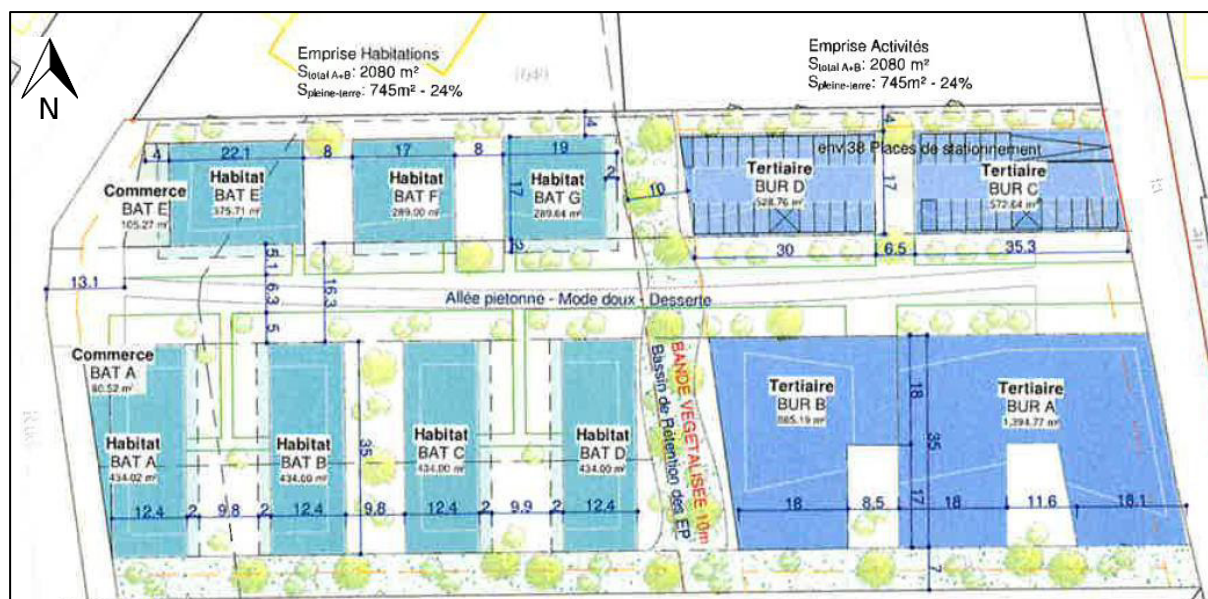 N
Emprise Habitations
Stotal A+B: 2080 m²
Spleine-terre: 745m² - 24%
Emprise Activités
Stotal A+B: 2080 m²
Spleine-terre: 745m² - 24%
4
4
4
22.1
8
17
8
19
2
17
3
10
Commerce
BAT E
105.27 m²
Habitat
BAT E
375.71 m²
Habitat
BAT F
289.00 m²
Habitat
BAT G
289.64 m²
env.38 Places de stationnement
Tertiaire
BUR D
528.76 m²
17
Tertiaire
BUR C
572.64 m²
30
6.5
35.3
13.1
5.1
6.3
5
16.3
Allée pietonne - Mode doux - Desserte
Commerce
BAT A
80.52 m²
Habitat
BAT A
434.02 m²
Habitat
BAT B
434.00 m²
Habitat
BAT C
434.00 m²
Habitat
BAT D
434.00 m²
35
12.4
2
9.8
2
12.4
9.8
12.4
2
9.9
2
12.4
BANDE VEGETALISEE 10m
Bassin de Rétention des EP
Tertiaire
BUR B
885.19 m²
Tertiaire
BUR A
1,394.77 m²
18
35
17
18
8.5
18
11.6
18.1
7